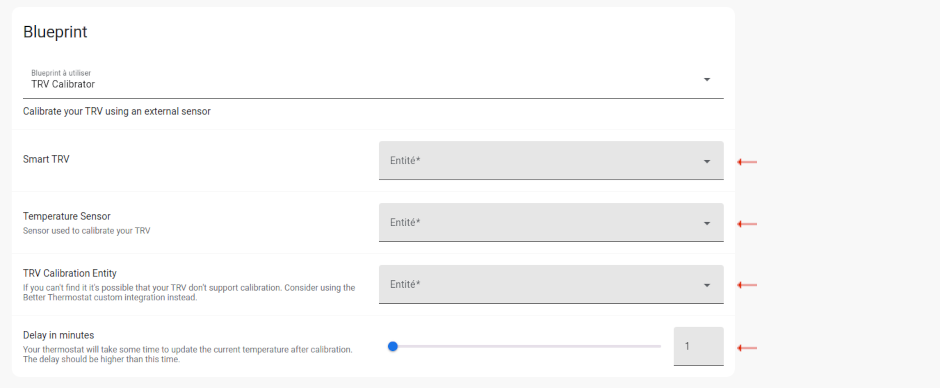 Blueprint
Blueprint à utiliser
TRV Calibrator
Calibrate your TRV using an external sensor
Smart TRV
Entité*
Temperature Sensor
Sensor used to calibrate your TRV
Entité*
TRV Calibration Entity
If you can't find it it's possible that your TRV don't support calibration. Consider using the
Better Thermostat custom integration instead.
Entité*
Delay in minutes
Your thermostat will take some time to update the current temperature after calibration.
The delay should be higher than this time.
1